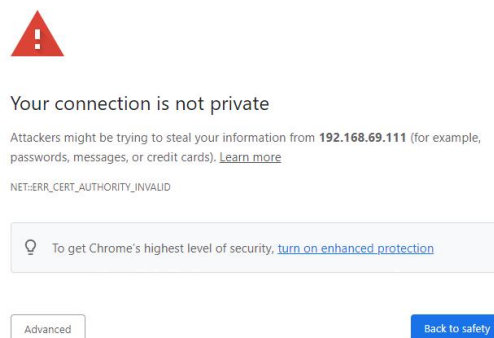 Your connection is not private
Attackers might be trying to steal your information from 192.168.69.111 (for example,
passwords, messages, or credit cards). Learn more
NET::ERR_CERT_AUTHORITY_INVALID
To get Chrome's highest level of security, turn on enhanced protection
Advanced
Back to safety